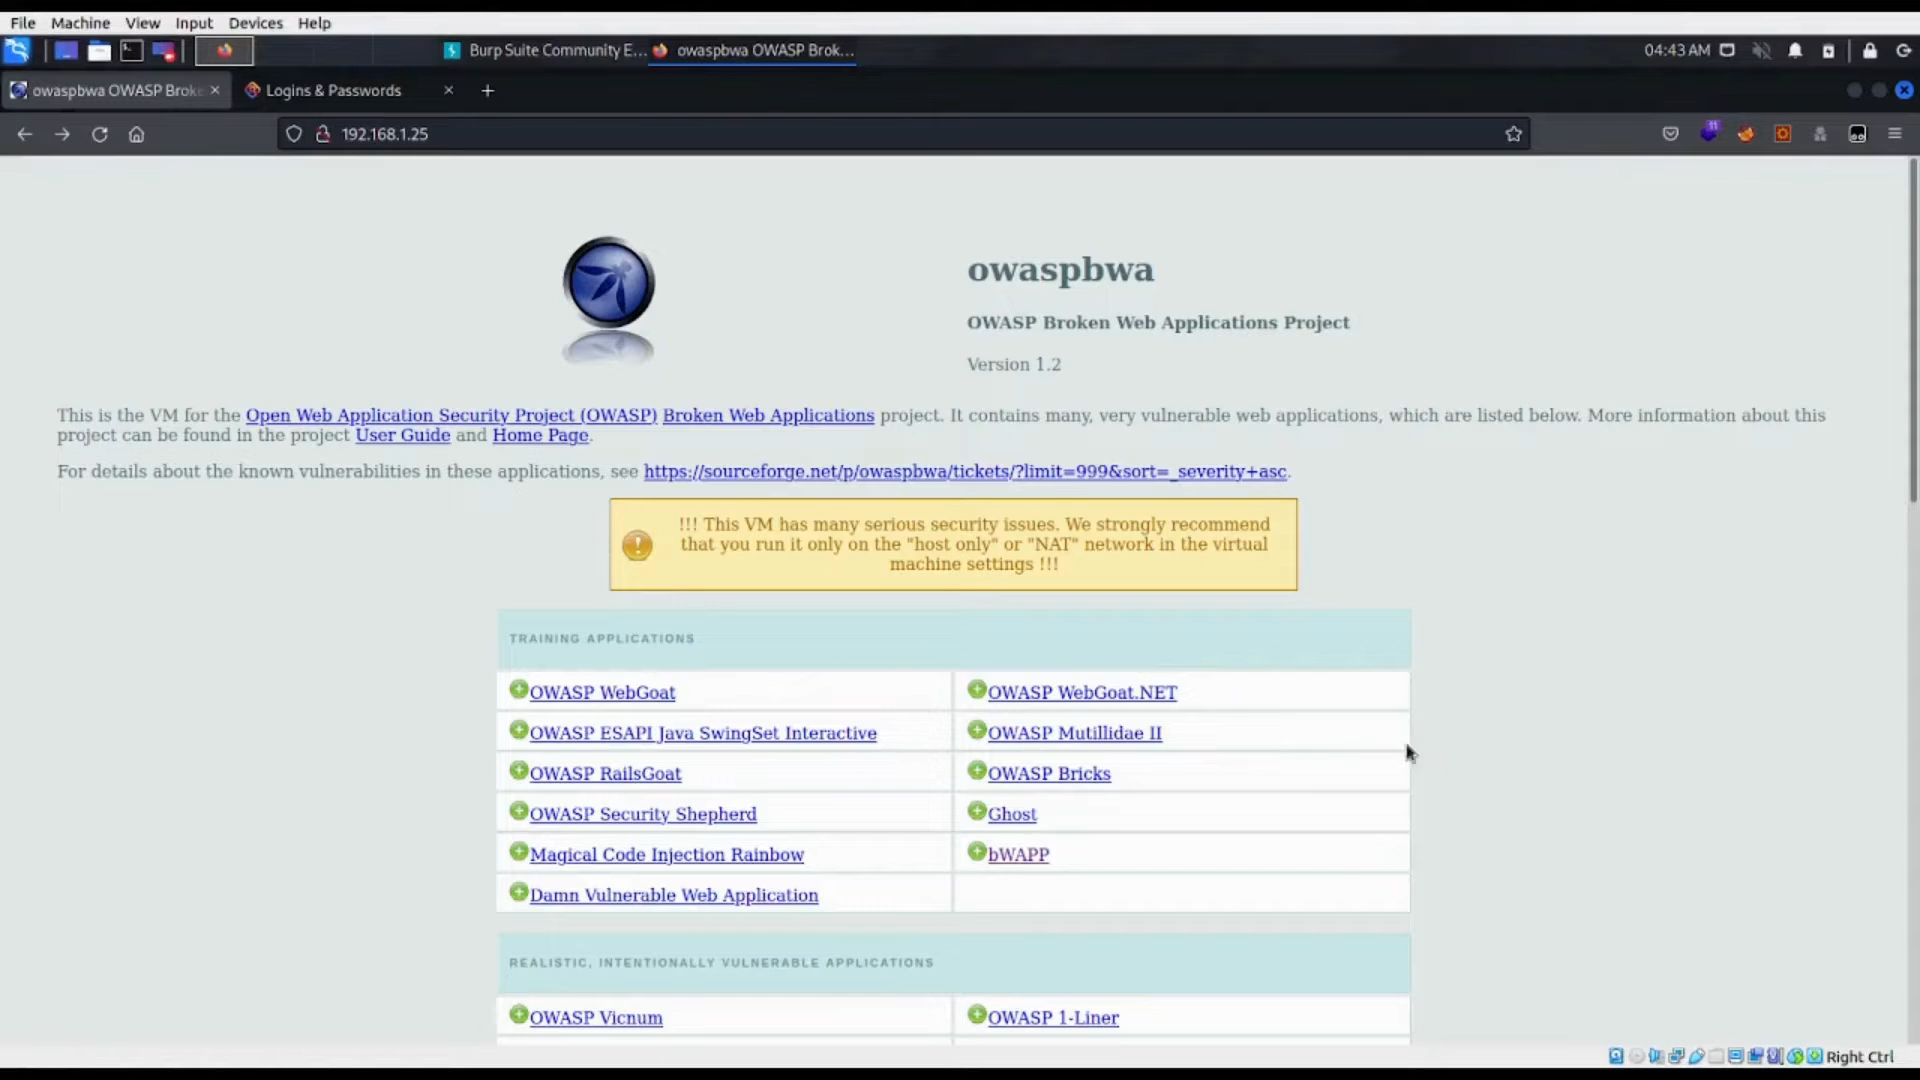 File Machine View Input Devices Help
Burp Suite Community E... owaspbwa OWASP Brok... 04:43 AM
owaspbwa OWASP Broke Logins & Passwords
192.168.1.25
11
owaspbwa
OWASP Broken Web Applications Project
Version 1.2
This is the VM for the Open Web Application Security Project (OWASP) Broken Web Applications project. It contains many, very vulnerable web applications, which are listed below. More information about this
project can be found in the project User Guide and Home Page.
For details about the known vulnerabilities in these applications, see https://sourceforge.net/p/owaspbwa/tickets/?limit=999&sort=_severity+asc.
!!! This VM has many serious security issues. We strongly recommend
that you run it only on the "host only" or "NAT" network in the virtual
machine settings !!!
TRAINING APPLICATIONS
OWASP WebGoat OWASP WebGoat.NET
OWASP ESAPI Java SwingSet Interactive OWASP Mutillidae II
OWASP RailsGoat OWASP Bricks
OWASP Security Shepherd Ghost
Magical Code Injection Rainbow bWAPP
Damn Vulnerable Web Application
REALISTIC, INTENTIONALLY VULNERABLE APPLICATIONS
OWASP Vicnum OWASP 1-Liner
Right Ctrl